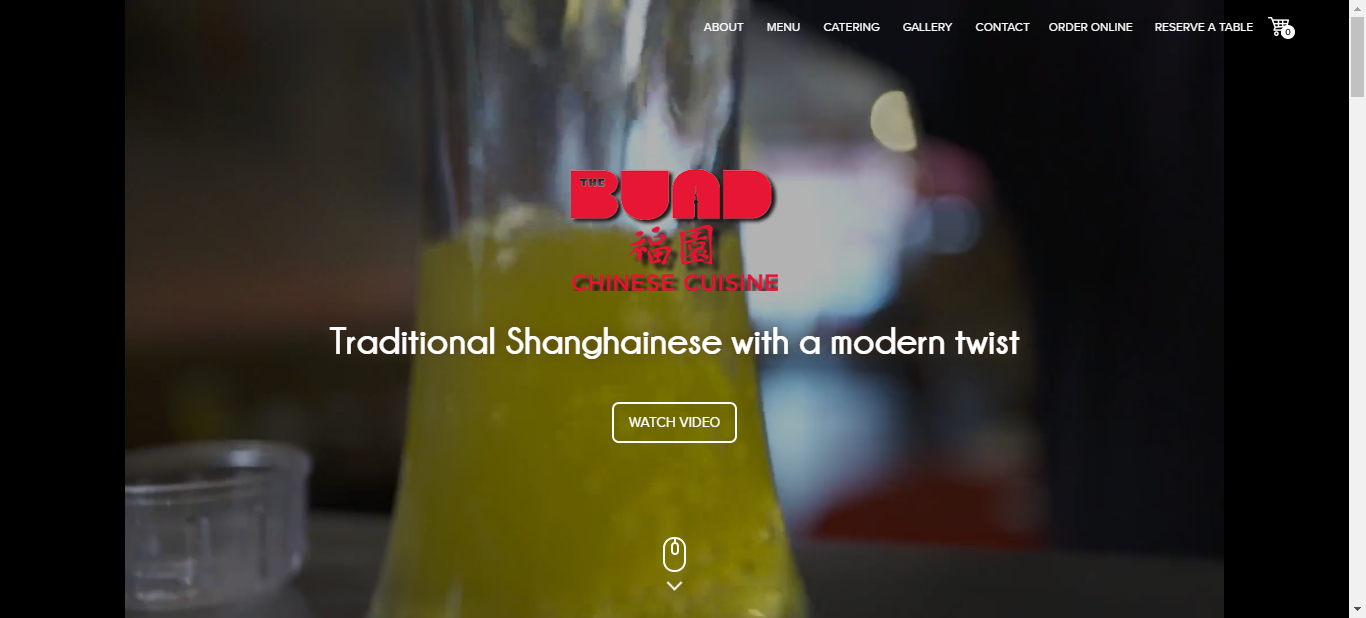 ABOUT MENU CATERING GALLERY CONTACT ORDER ONLINE RESERVE A TABLE 0
THE BUND
福園
CHINESE CUISINE
Traditional Shanghainese with a modern twist
WATCH VIDEO